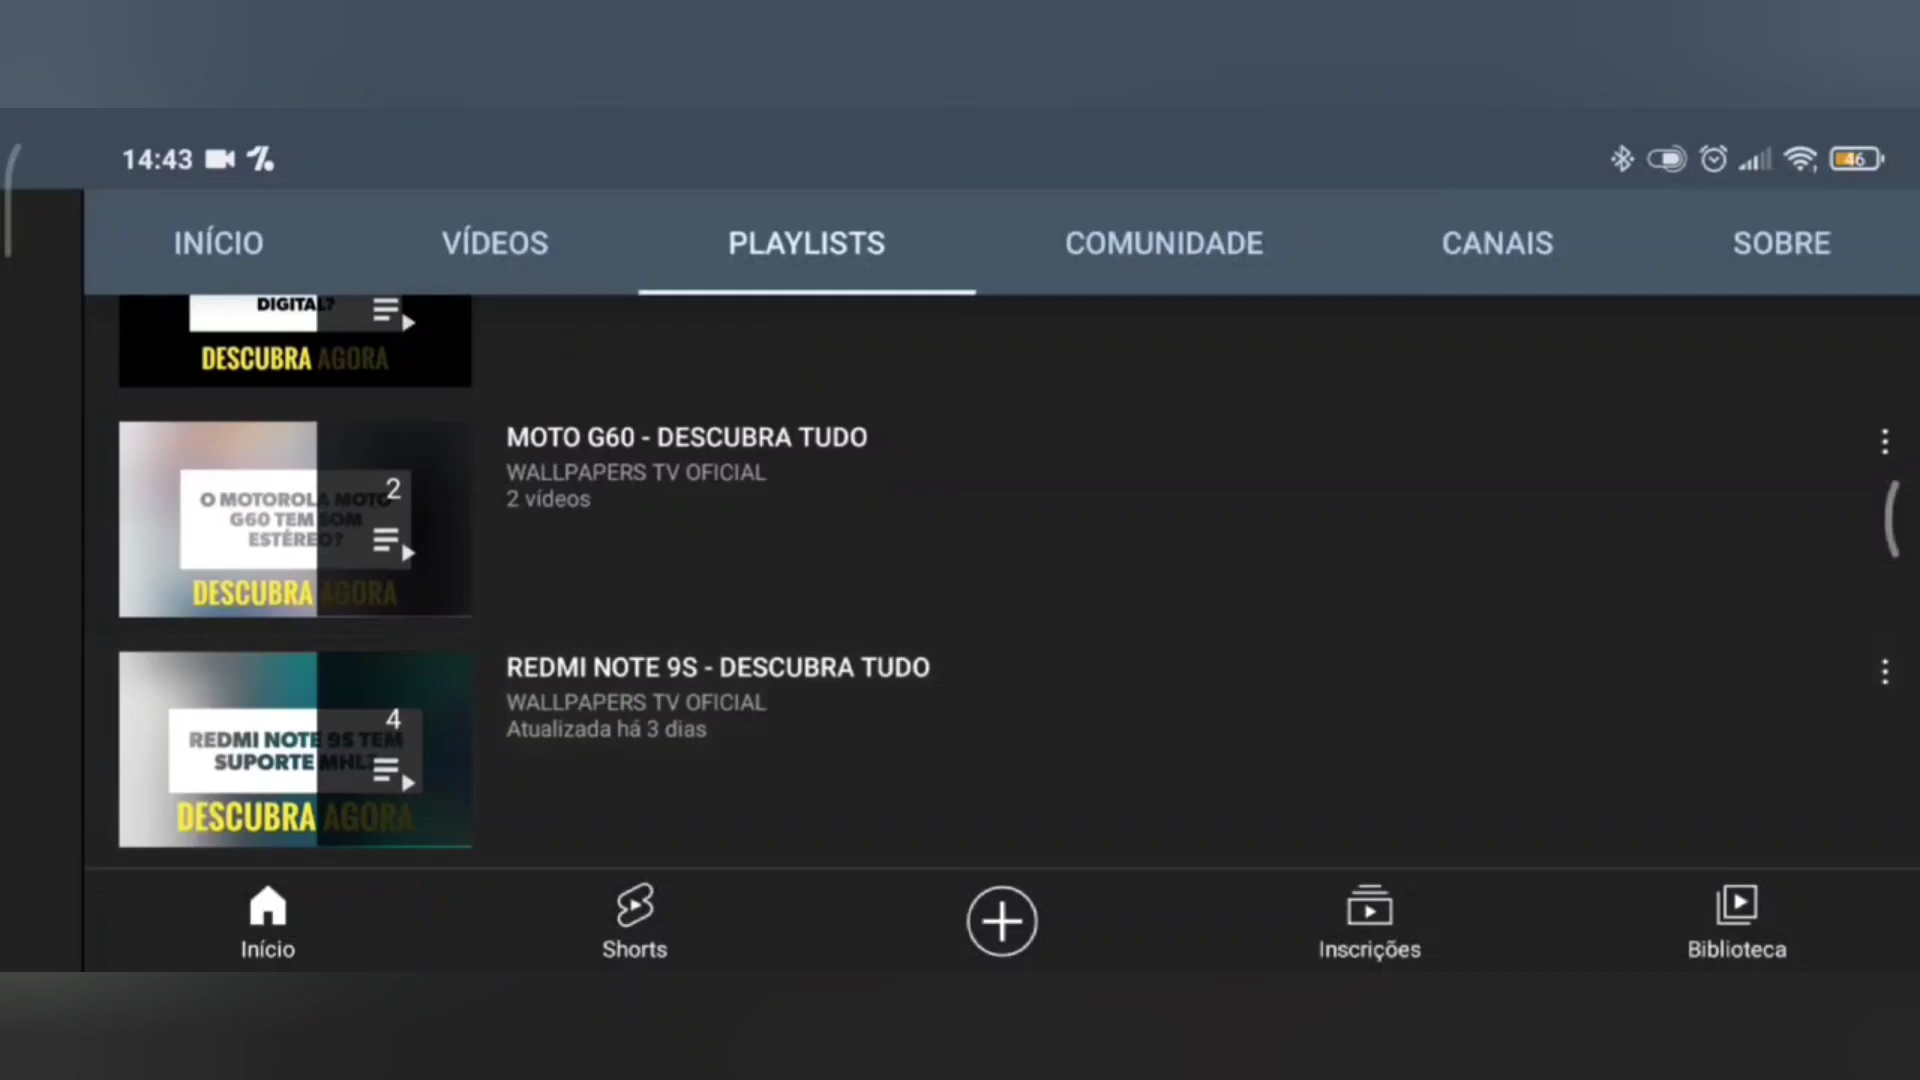 14:43
46
INÍCIO VÍDEOS PLAYLISTS COMUNIDADE CANAIS SOBRE
DIGITAL?
DESCUBRA AGORA
MOTO G60 - DESCUBRA TUDO
WALLPAPERS TV OFICIAL
2 vídeos
2
O MOTOROLA MOTO
G60 TEM SOM
ESTÉREO?
DESCUBRA AGORA
REDMI NOTE 9S - DESCUBRA TUDO
WALLPAPERS TV OFICIAL
Atualizada há 3 dias
4
REDMI NOTE 9S TEM
SUPORTE MHL?
DESCUBRA AGORA
Início Shorts Inscrições Biblioteca